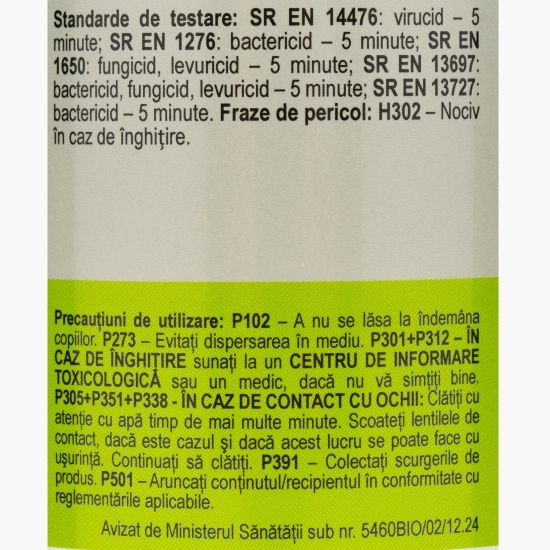 Standarde de testare: SR EN 14476: virucid – 5
minute; SR EN 1276: bactericid – 5 minute; SR EN
1650: fungicid, levuricid – 5 minute; SR EN 13697:
bactericid, fungicid, levuricid – 5 minute; SR EN 13727:
bactericid – 5 minute. Fraze de pericol: H302 – Nociv
în caz de înghițire.
Precauțiuni de utilizare: P102 – A nu se lăsa la îndemâna
copiilor. P273 – Evitați dispersarea în mediu. P301+P312 - ÎN
CAZ DE ÎNGHITIRE sunați la un CENTRU DE INFORMARE
TOXICOLOGICĂ sau un medic, dacă nu vă simțiți bine.
P305+P351+P338 - ÎN CAZ DE CONTACT CU OCHII: Clătiți cu
atenție cu apă timp de mai multe minute. Scoateți lentilele de
contact, dacă este cazul și dacă acest lucru se poate face cu
ușurință. Continuați să clătiți. P391 – Colectați scurgerile de
produs. P501 – Aruncați conținutul/recipientul în conformitate cu
reglementările aplicabile.
Avizat de Ministerul Sănătății sub nr. 5460BIO/02/12.24